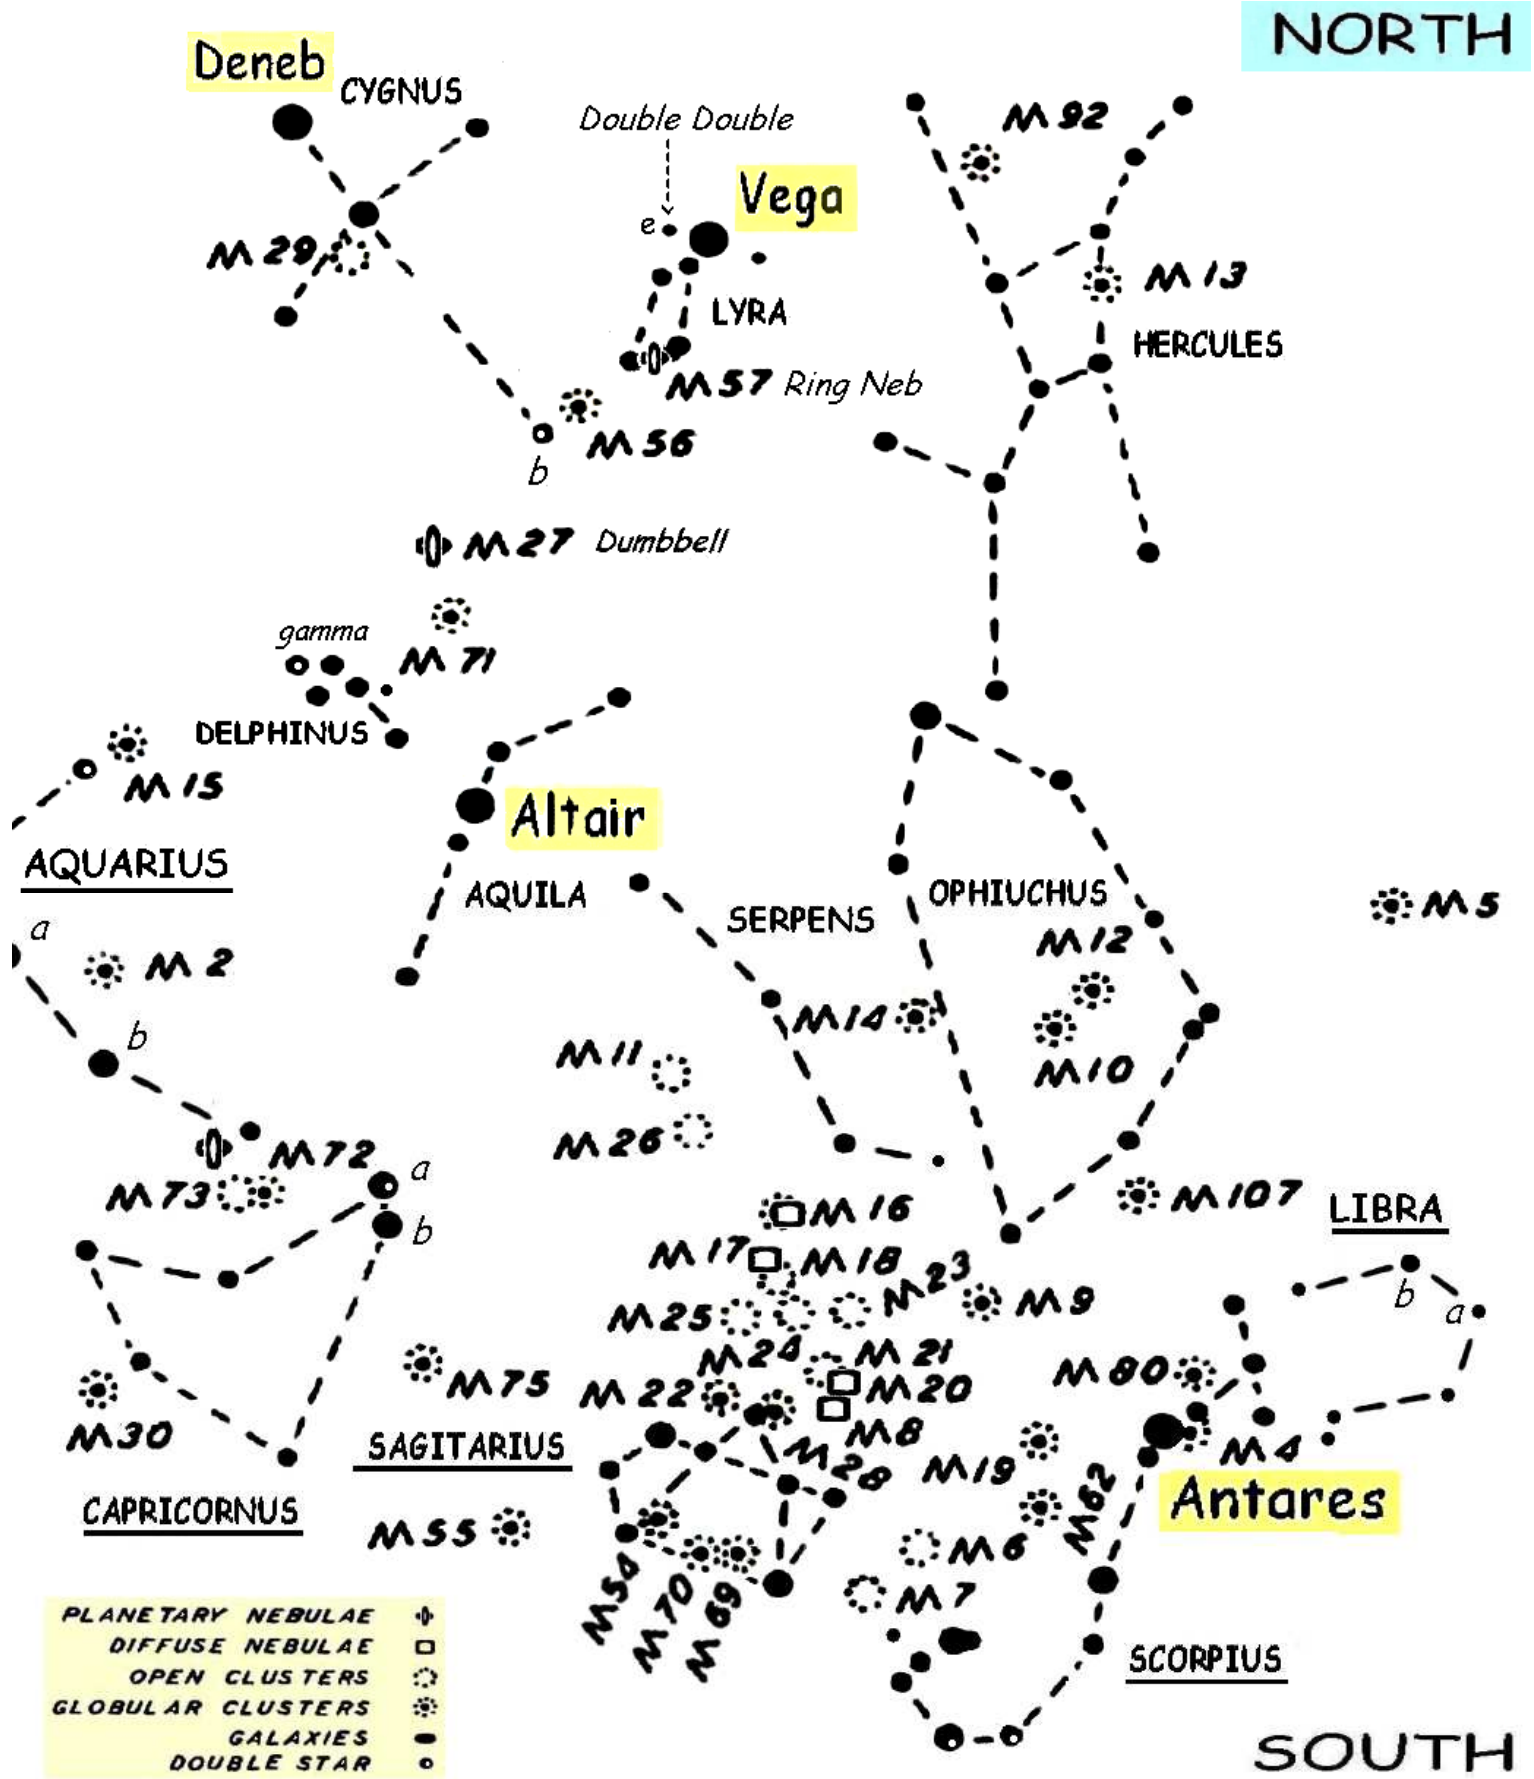 NORTH
Deneb
CYGNUS
Double Double
M 92
Vega
e
M 29
M 13
LYRA
HERCULES
M 57 Ring Neb
M 56
b
M 27 Dumbbell
gamma
M 71
DELPHINUS
M 15
Altair
AQUARIUS
AQUILA
OPHIUCHUS
SERPENS
M 5
a
M 12
M 2
M 14
b
M 11
M 10
M 26
M 72
a
M 73
M 107
LIBRA
b
M 16
M 17
M 18
M 23
M 9
b
a
M 25
M 24
M 21
M 80
M 75
M 22
M 20
M 30
M 8
SAGITARIUS
M 28
M 19
M 4
M 62
Antares
CAPRICORNUS
M 55
M 6
M 54
M 70
M 69
M 7
PLANETARY NEBULAE
DIFFUSE NEBULAE
OPEN CLUSTERS
GLOBULAR CLUSTERS
GALAXIES
DOUBLE STAR
SCORPIUS
SOUTH